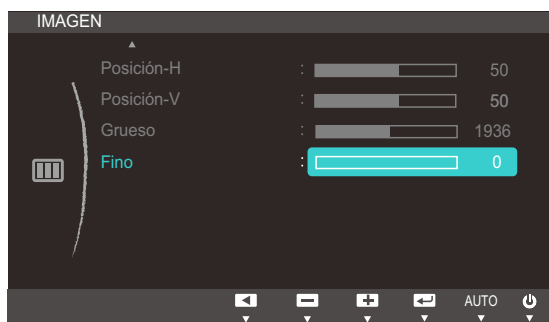 IMAGEN
Posición-H : 50
Posición-V : 50
Grueso : 1936
Fino : 0
AUTO